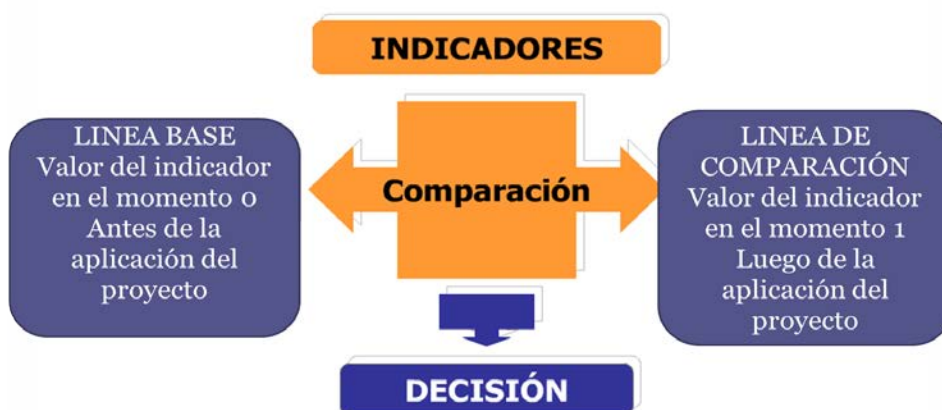 INDICADORES
LINEA BASE
Valor del indicador
en el momento 0
Antes de la
aplicación del
proyecto
Comparación
LINEA DE
COMPARACIÓN
Valor del indicador
en el momento 1
Luego de la
aplicación del
proyecto
DECISIÓN